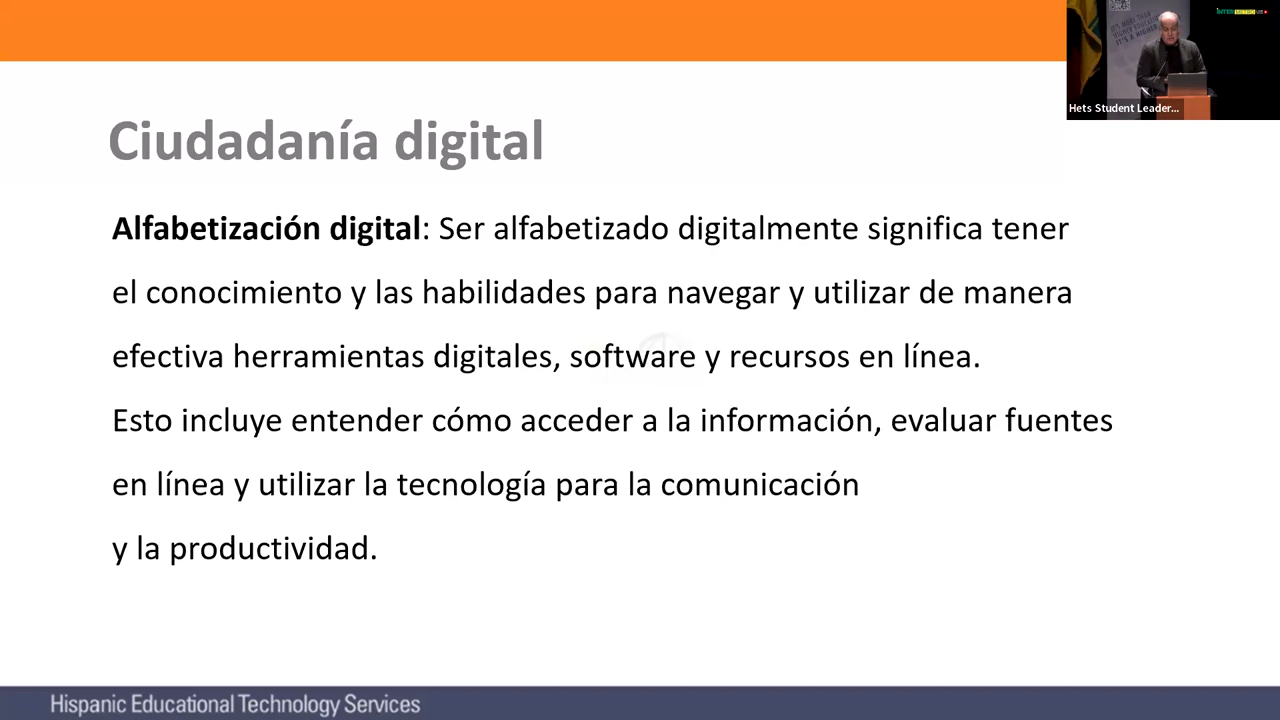 Ciudadanía digital
Alfabetización digital: Ser alfabetizado digitalmente significa tener
el conocimiento y las habilidades para navegar y utilizar de manera
efectiva herramientas digitales, software y recursos en línea.
Esto incluye entender cómo acceder a la información, evaluar fuentes
en línea y utilizar la tecnología para la comunicación
y la productividad.
Hispanic Educational Technology Services
Hets Student Leader...